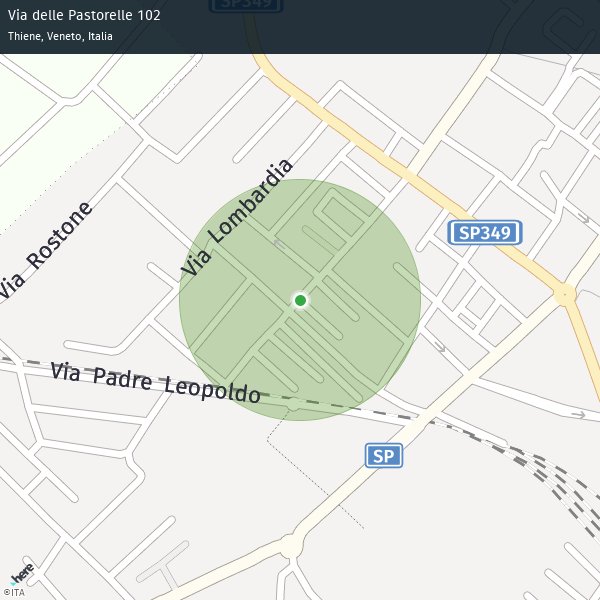 Via delle Pastorelle 102
Thiene, Veneto, Italia
SP349
Via Lombardia
Via Rostone
SP349
Via Padre Leopoldo
SP
here
©ITA